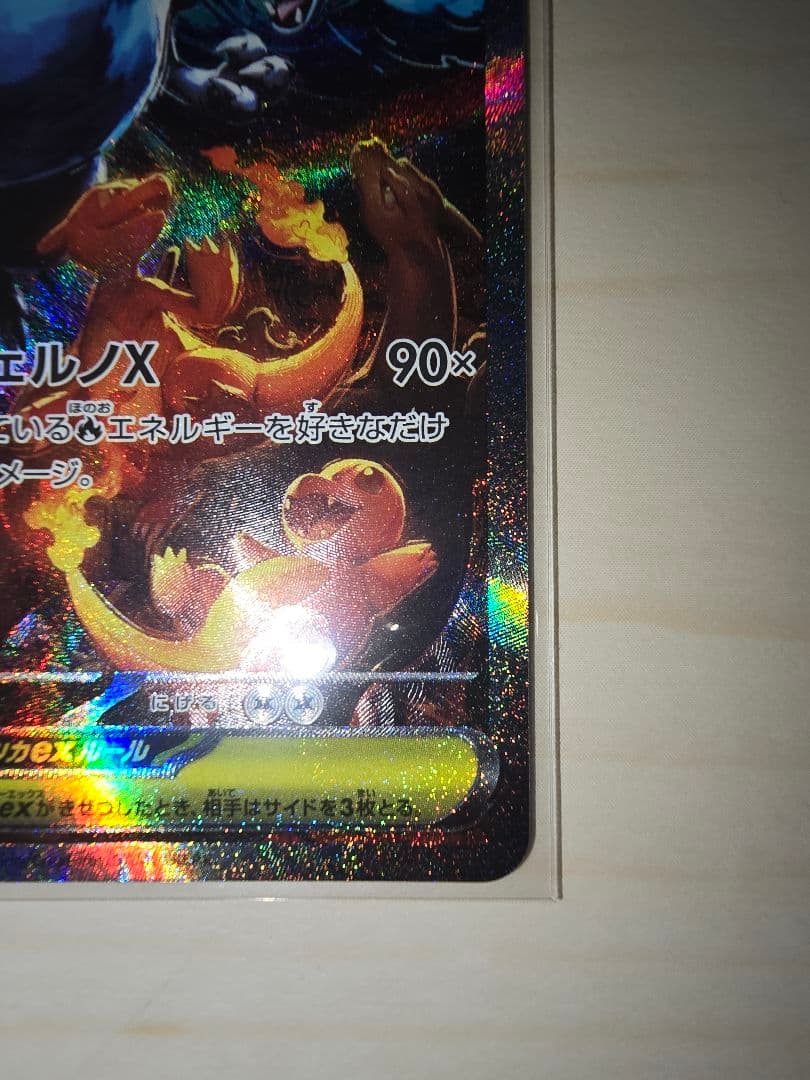 ェルノX 90×
ている エネルギーを好きなだけ
メージ。
にげる
カexルール
exがきぜつしたとき、相手はサイドを3枚とる。